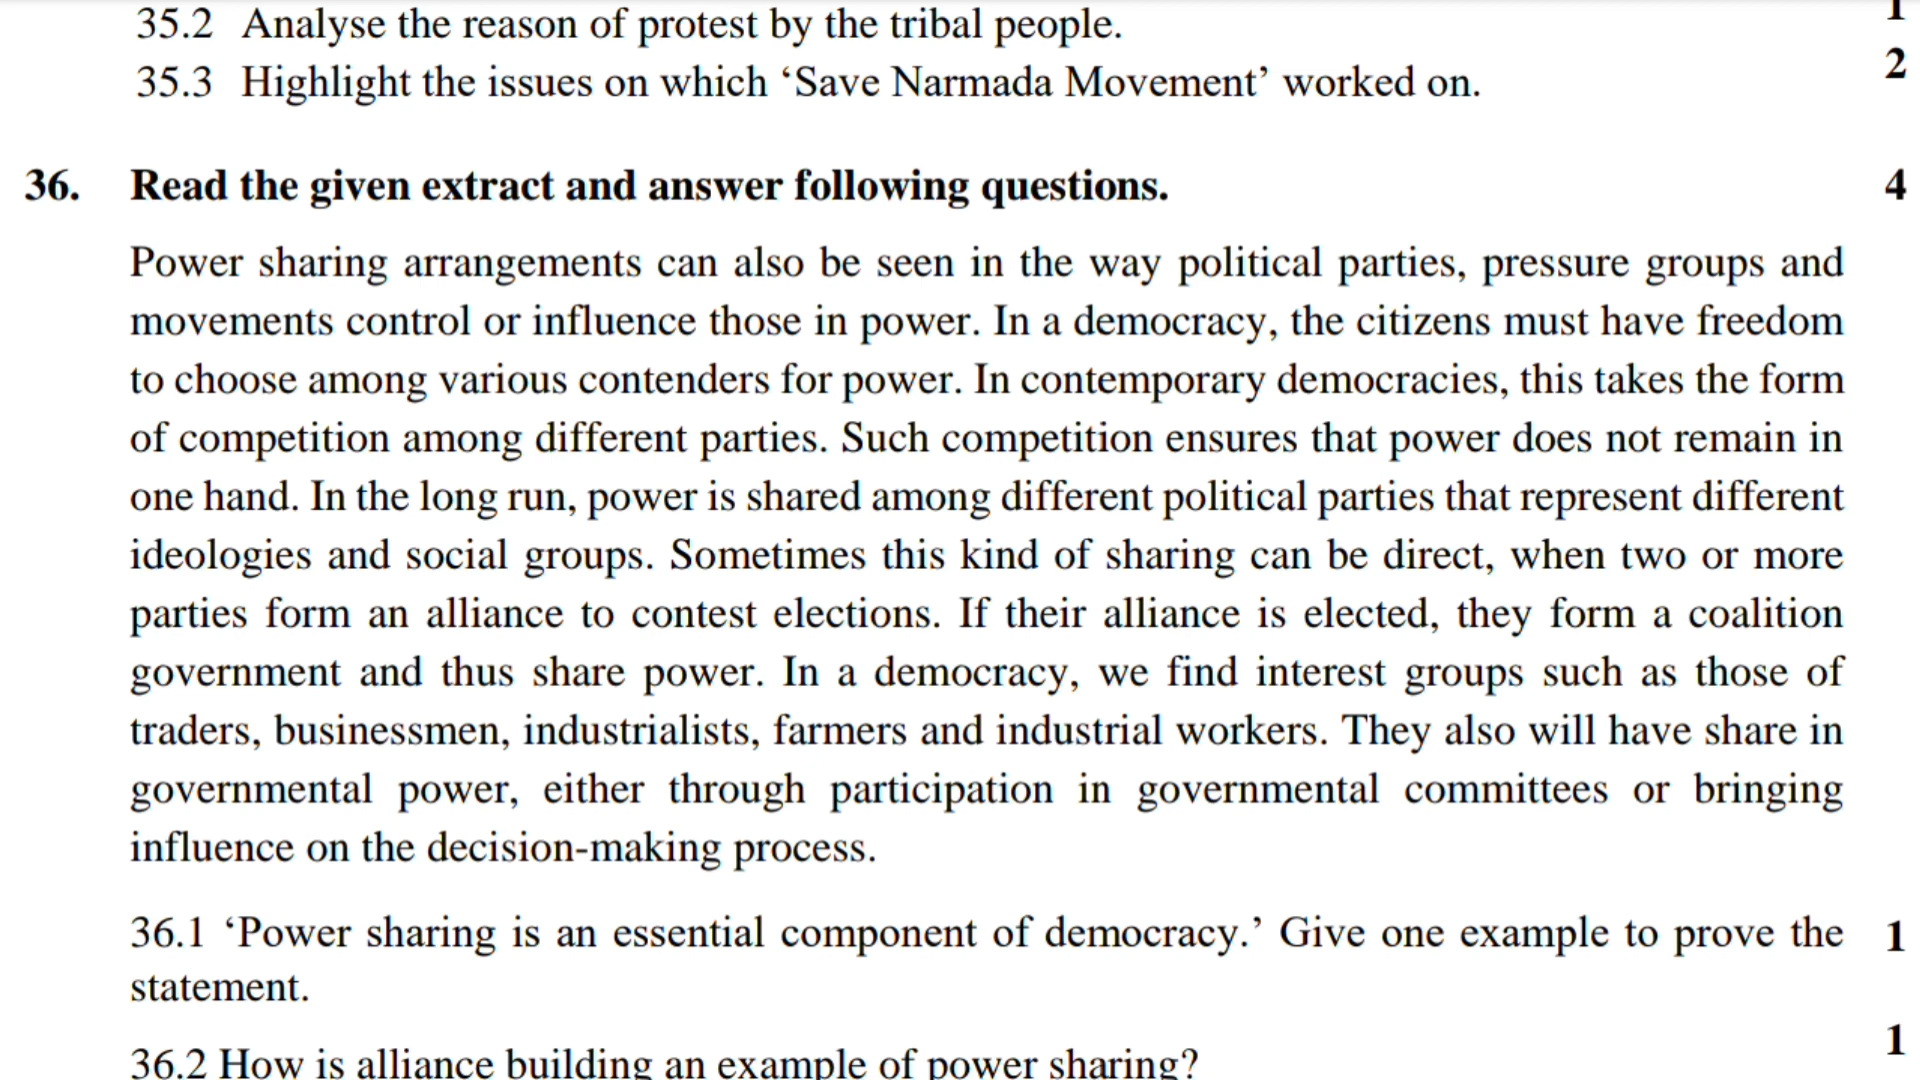 1
35.2 Analyse the reason of protest by the tribal people.
2
35.3 Highlight the issues on which ‘Save Narmada Movement’ worked on.
36. Read the given extract and answer following questions. 4
Power sharing arrangements can also be seen in the way political parties, pressure groups and
movements control or influence those in power. In a democracy, the citizens must have freedom
to choose among various contenders for power. In contemporary democracies, this takes the form
of competition among different parties. Such competition ensures that power does not remain in
one hand. In the long run, power is shared among different political parties that represent different
ideologies and social groups. Sometimes this kind of sharing can be direct, when two or more
parties form an alliance to contest elections. If their alliance is elected, they form a coalition
government and thus share power. In a democracy, we find interest groups such as those of
traders, businessmen, industrialists, farmers and industrial workers. They also will have share in
governmental power, either through participation in governmental committees or bringing
influence on the decision-making process.
36.1 ‘Power sharing is an essential component of democracy.’ Give one example to prove the 1
statement.
1
36.2 How is alliance building an example of power sharing?